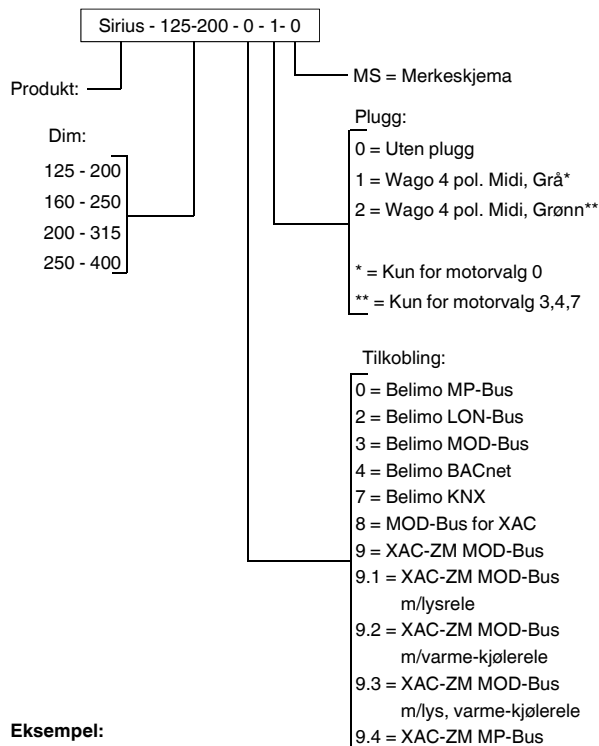 Sirius - 125-200 - 0 - 1- 0
MS = Merkeskjema
Produkt:
Plugg:
0 = Uten plugg
1 = Wago 4 pol. Midi, Grå*
2 = Wago 4 pol. Midi, Grønn**
* = Kun for motorvalg 0
** = Kun for motorvalg 3,4,7
Dim:
125 - 200
160 - 250
200 - 315
250 - 400
Tilkobling:
0 = Belimo MP-Bus
2 = Belimo LON-Bus
3 = Belimo MOD-Bus
4 = Belimo BACnet
7 = Belimo KNX
8 = MOD-Bus for XAC
9 = XAC-ZM MOD-Bus
9.1 = XAC-ZM MOD-Bus
m/lysrele
9.2 = XAC-ZM MOD-Bus
m/varme-kjølerele
9.3 = XAC-ZM MOD-Bus
m/lys, varme-kjølerele
9.4 = XAC-ZM MP-Bus
Eksempel: